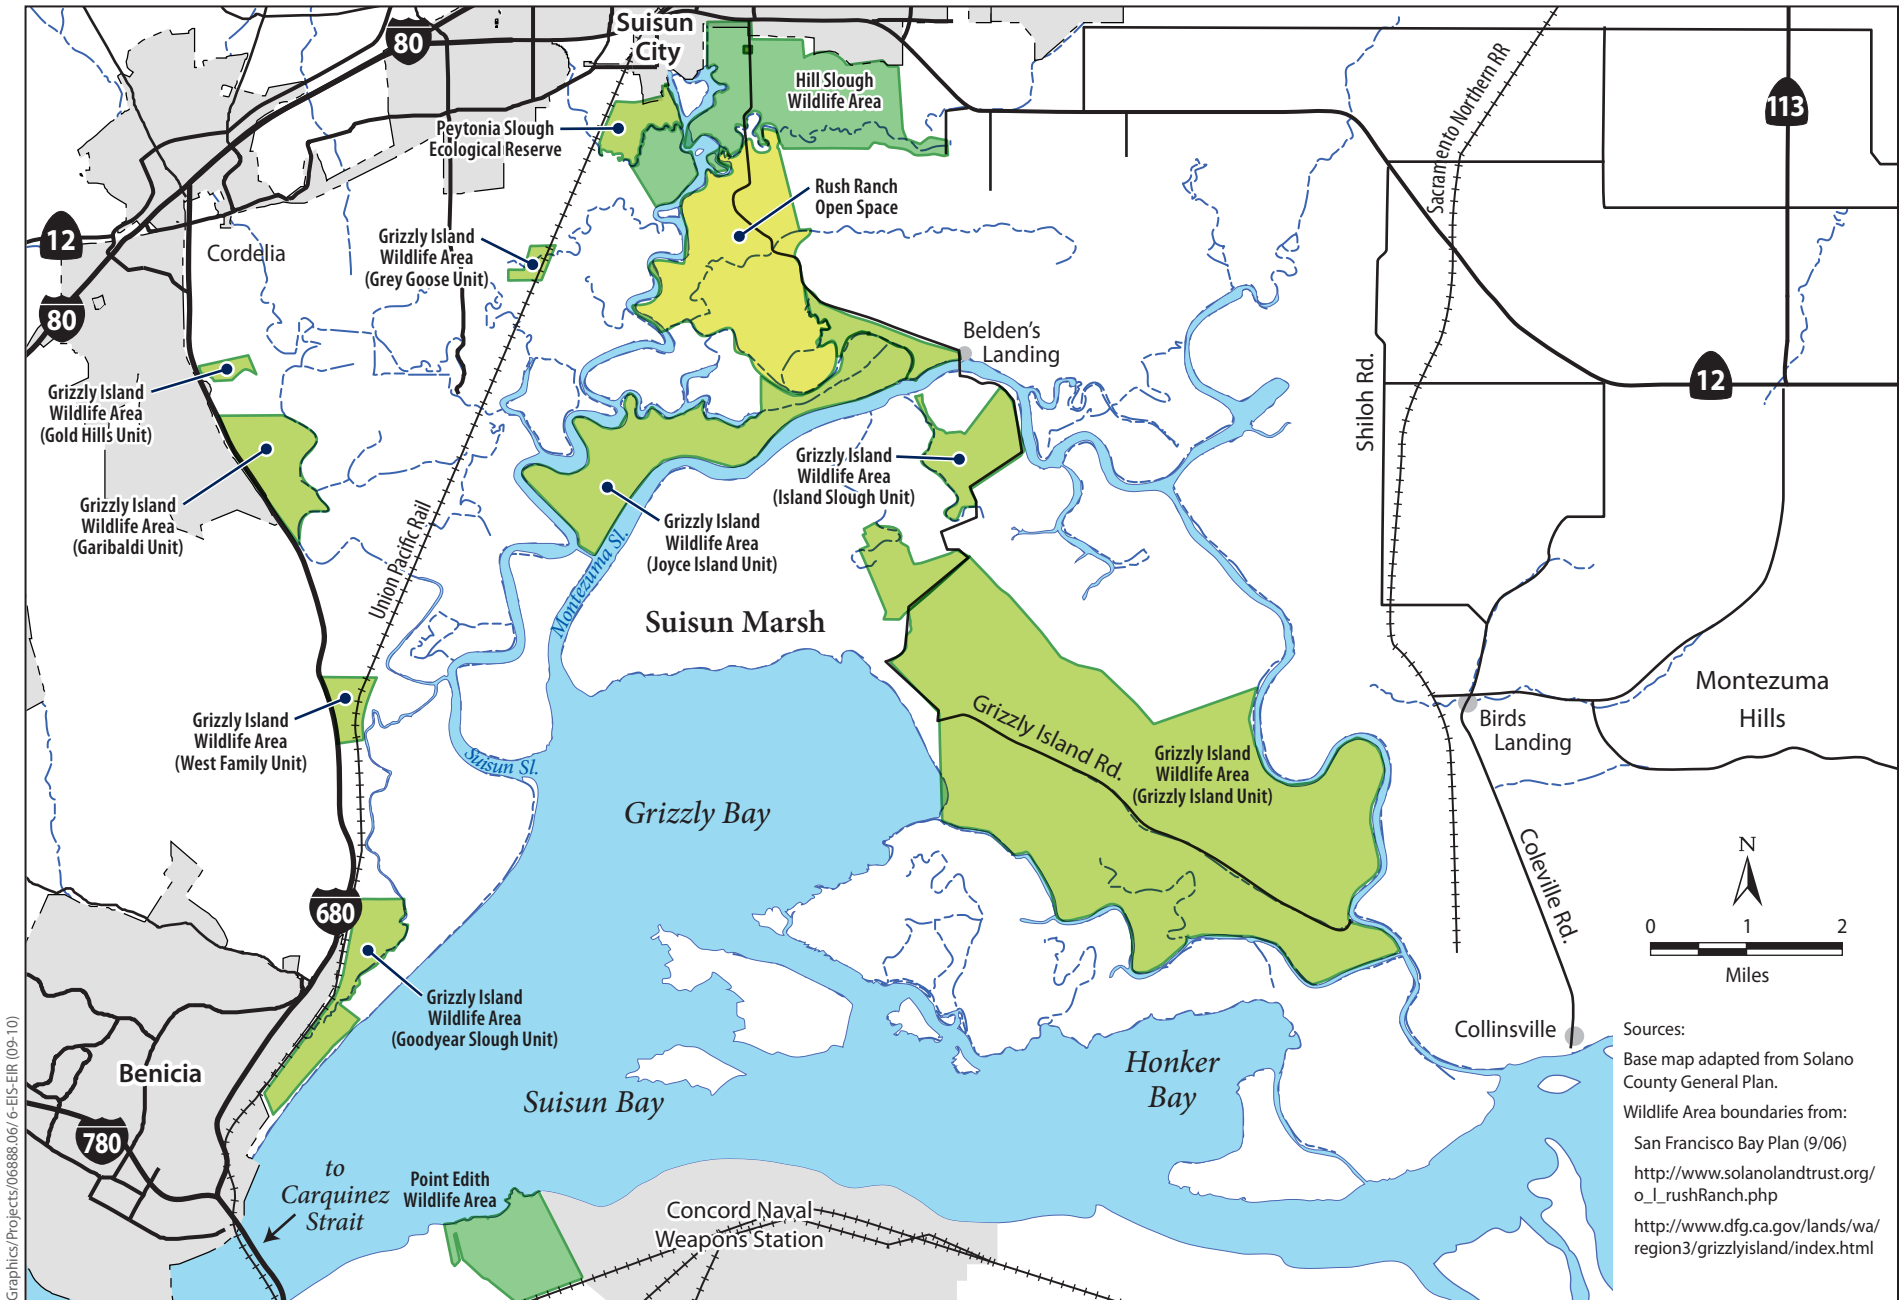 80
Suisun
City
Hill Slough
Wildlife Area
113
Sacramento Northern RR
Peytonia Slough
Ecological Reserve
Rush Ranch
Open Space
12
Cordelia
Grizzly Island
Wildlife Area
(Grey Goose Unit)
80
Belden's
Landing
Shiloh Rd.
12
Grizzly Island
Wildlife Area
(Gold Hills Unit)
Grizzly Island
Wildlife Area
(Island Slough Unit)
Grizzly Island
Wildlife Area
(Garibaldi Unit)
Grizzly Island
Wildlife Area
(Joyce Island Unit)
Union Pacific Rail
Montezuma Sl.
Suisun Marsh
Grizzly Island
Wildlife Area
(West Family Unit)
Suisun Sl.
Grizzly Island Rd.
Grizzly Island
Wildlife Area
(Grizzly Island Unit)
Birds
Landing
Montezuma
Hills
Grizzly Bay
Coleville Rd.
N
0 1 2
Miles
680
Grizzly Island
Wildlife Area
(Goodyear Slough Unit)
Collinsville
Benicia
Suisun Bay
Honker
Bay
780
to
Carquinez
Strait
Point Edith
Wildlife Area
Concord Naval
Weapons Station
Sources:
Base map adapted from Solano
County General Plan.
Wildlife Area boundaries from:
San Francisco Bay Plan (9/06)
http://www.solanolandtrust.org/
o_l_rushRanch.php
http://www.dfg.ca.gov/lands/wa/
region3/grizzlyisland/index.html
Graphics/Projects/06888.06/ 6-EIS-EIR (09-10)